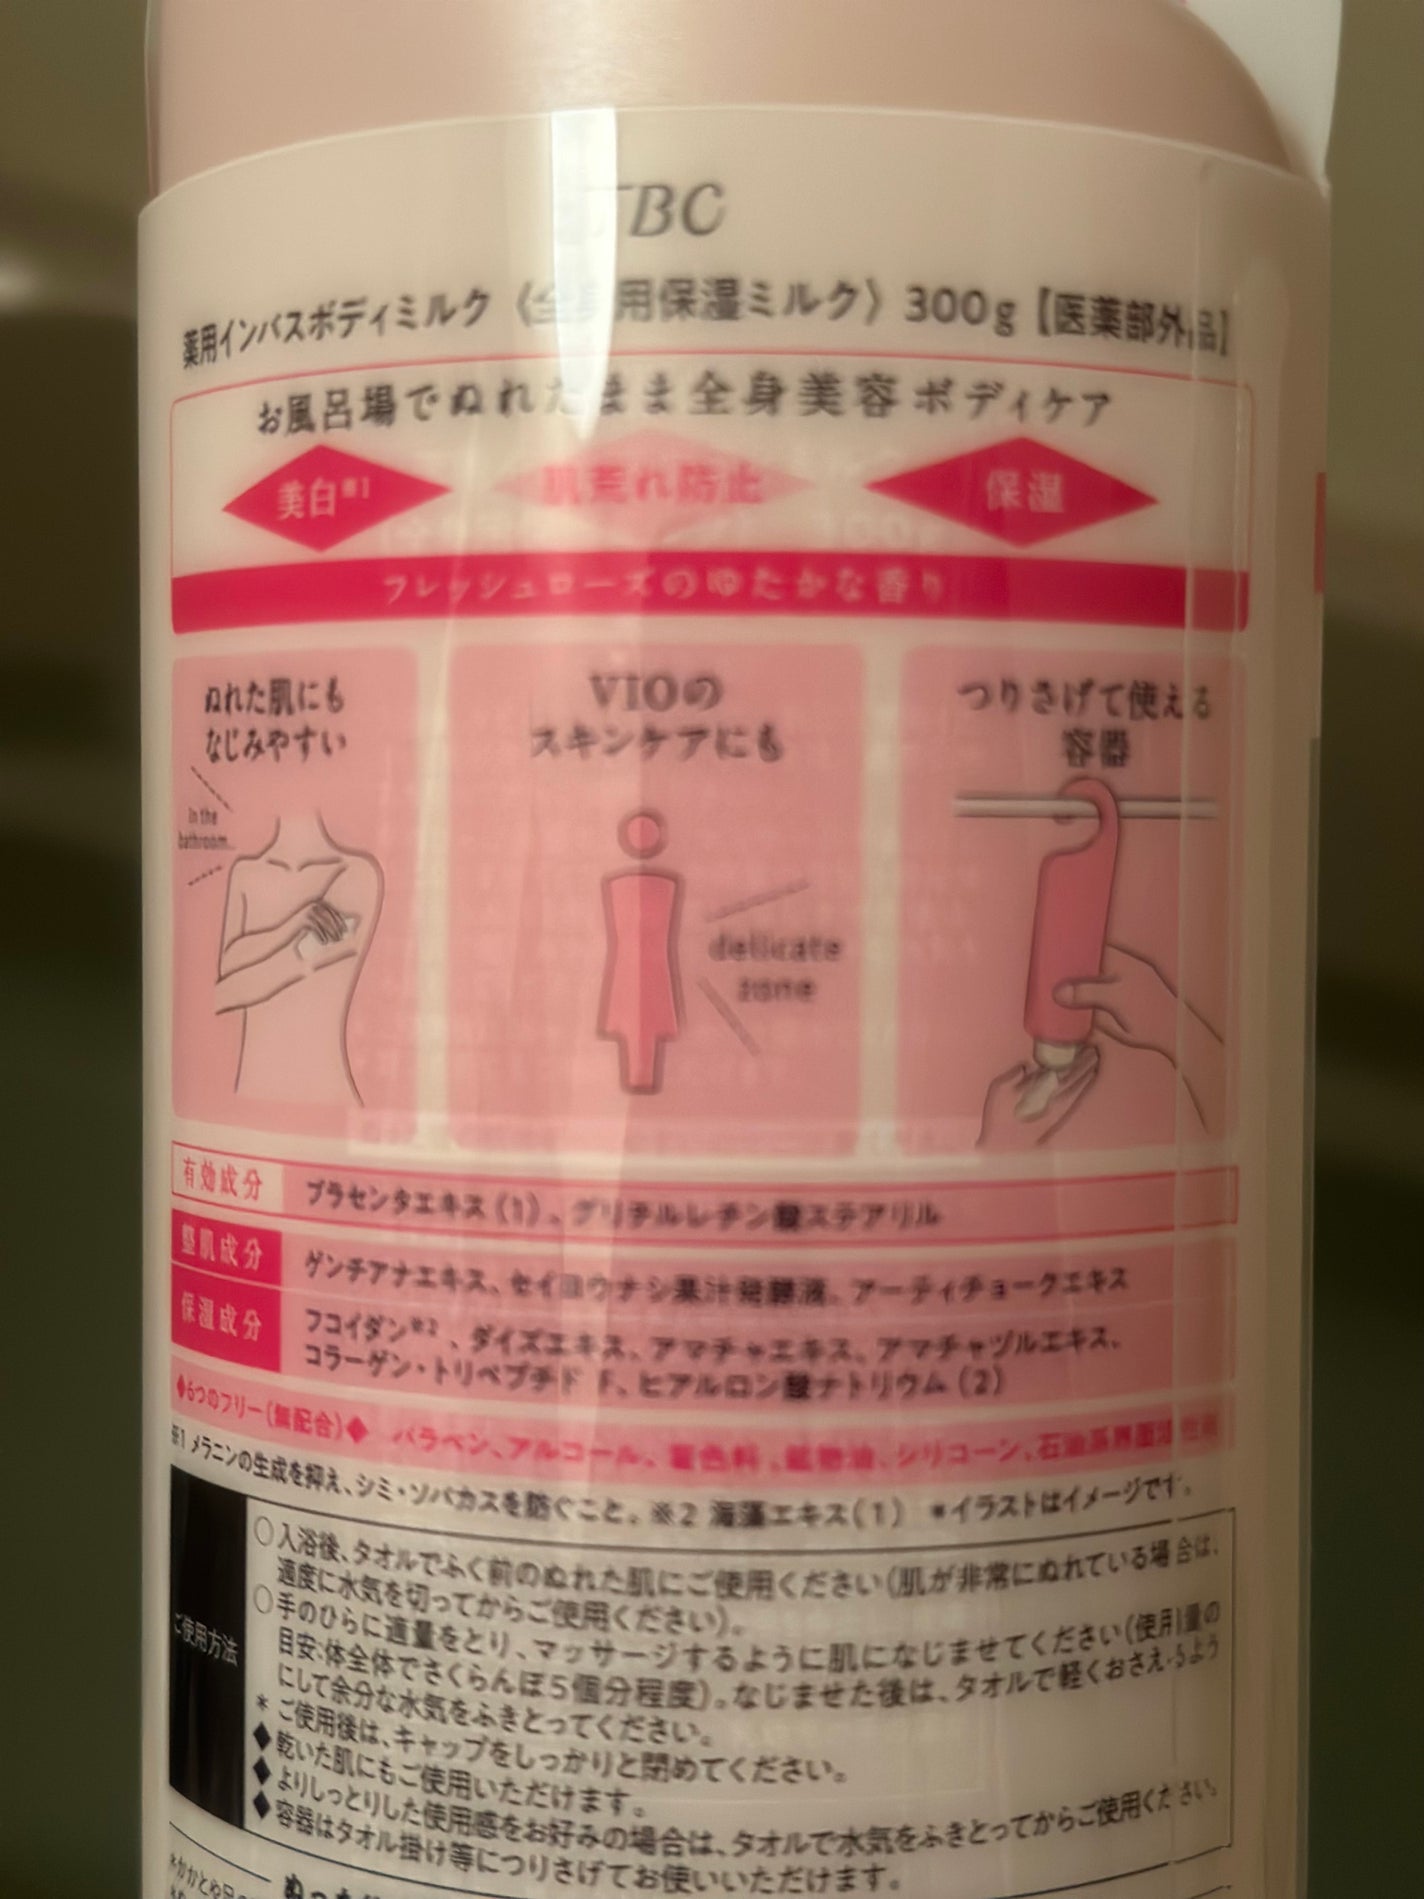 TBC
薬用インバスボディミルク〈全身用保湿ミルク〉300g【医薬部外品】
お風呂場でぬれたまま全身美容ボディケア
美白※1
肌荒れ防止
保湿
フレッシュローズのゆたかな香り
ぬれた肌にも
なじみやすい
In the
bathroom...
VIOの
スキンケアにも
delicate
zone
つりさげて使える
容器
有効成分 プラセンタエキス(1)、グリチルレチン酸ステアリル
整肌成分 ゲンチアナエキス、セイヨウナシ果汁発酵液、アーティチョークエキス
保湿成分 フコイダン※2、ダイズエキス、アマチャエキス、アマチャヅルエキス、
コラーゲン・トリペプチド F、ヒアルロン酸ナトリウム(2)
◆6つのフリー(無配合)◆ パラベン、アルコール、着色料、鉱物油、シリコーン、石油系界面活性剤
※1 メラニンの生成を抑え、シミ・ソバカスを防ぐこと。※2 海藻エキス(1) *イラストはイメージです。
ご使用方法
○入浴後、タオルでふく前のぬれた肌にご使用ください(肌が非常にぬれている場合は、
適度に水気を切ってからご使用ください)。
○手のひらに適量をとり、マッサージするように肌になじませてください(使用量の
目安:体全体でさくらんぼ5個分程度)。なじませた後は、タオルで軽くおさえるよう
にして余分な水気をふきとってください。
* ご使用後は、キャップをしっかりと閉めてください。
◆乾いた肌にもご使用いただけます。
◆よりしっとりした使用感をお好みの場合は、タオルで水気をふきとってからご使用ください。
◆容器はタオル掛け等につりさげてお使いいただけます。